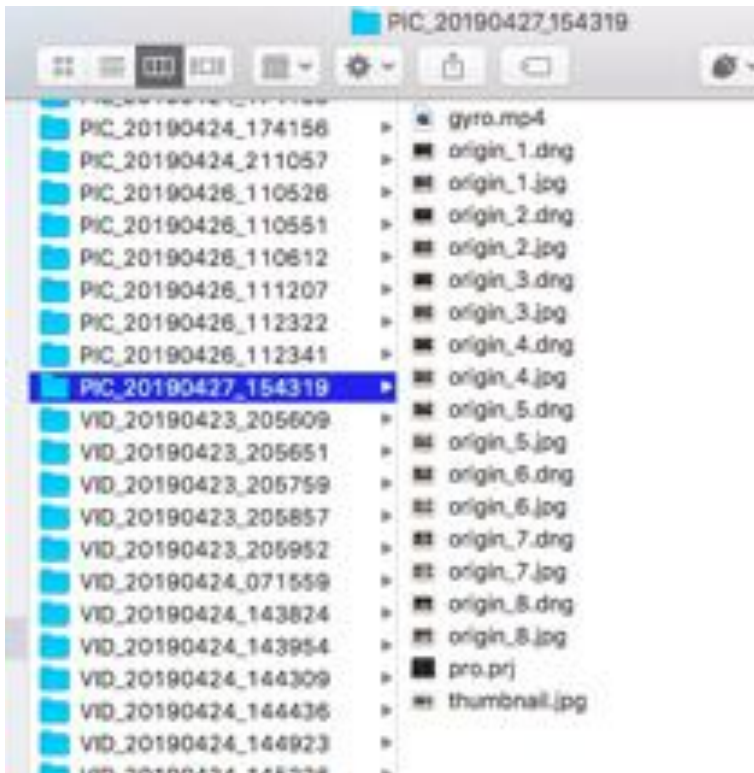 PIC_20190427_154319
PIC_20190424_174156
PIC_20190424_211057
PIC_20190426_110526
PIC_20190426_110551
PIC_20190426_110612
PIC_20190426_111207
PIC_20190426_112322
PIC_20190426_112341
PIC_20190427_154319
VID_20190423_205609
VID_20190423_205651
VID_20190423_205759
VID_20190423_205857
VID_20190423_205952
VID_20190424_071559
VID_20190424_143824
VID_20190424_143954
VID_20190424_144309
VID_20190424_144436
VID_20190424_144923
gyro.mp4
origin_1.dng
origin_1.jpg
origin_2.dng
origin_2.jpg
origin_3.dng
origin_3.jpg
origin_4.dng
origin_4.jpg
origin_5.dng
origin_5.jpg
origin_6.dng
origin_6.jpg
origin_7.dng
origin_7.jpg
origin_8.dng
origin_8.jpg
pro.prj
thumbnail.jpg